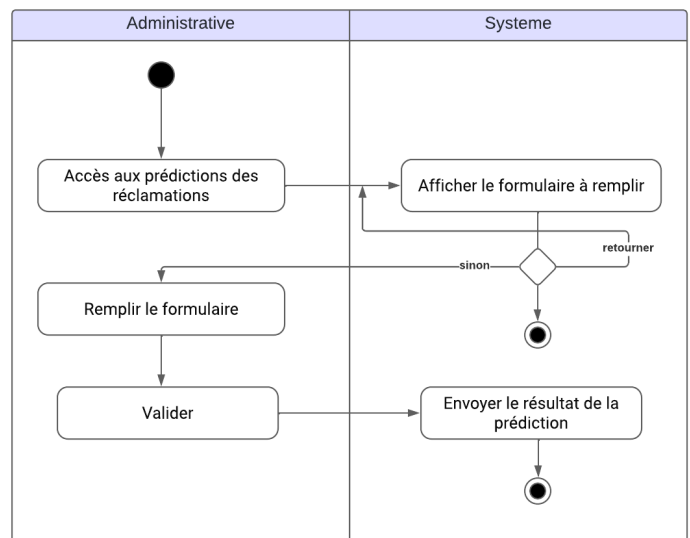 Administrative
Systeme
Accès aux prédictions des
réclamations
Afficher le formulaire à remplir
retourner
sinon
Remplir le formulaire
Valider
Envoyer le résultat de la
prédiction